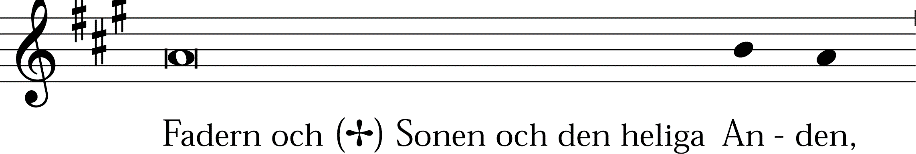 Fadern och (✢) Sonen och den heliga An - den,